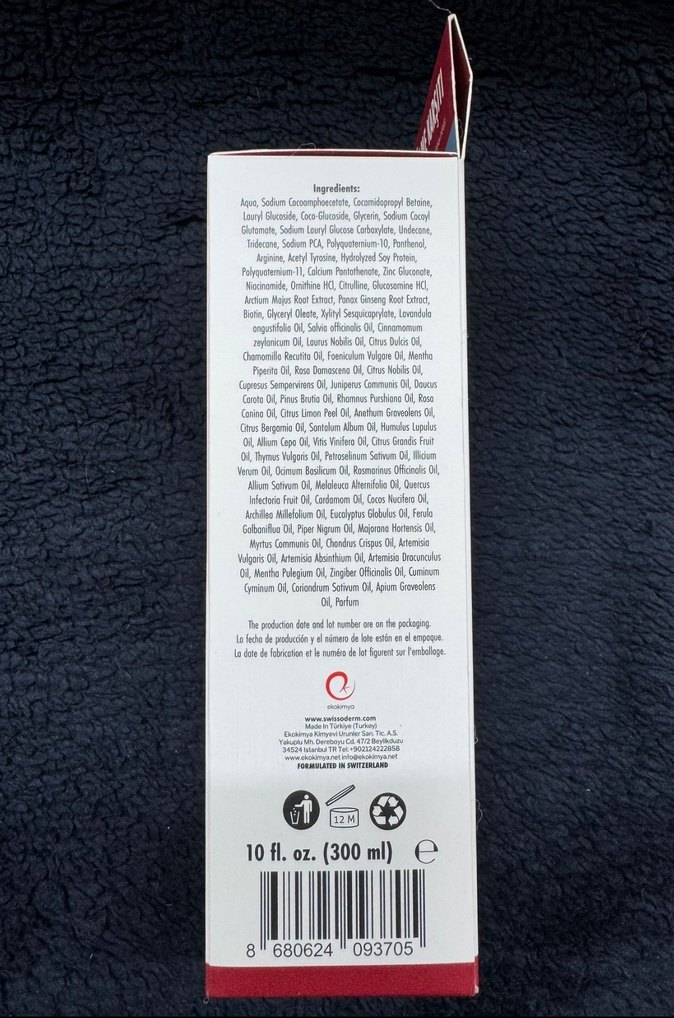 Ingredients:
Aqua, Sodium Cocoamphoecetate, Cocamidopropyl Betaine,
Lauryl Glucoside, Coco-Glucoside, Glycerin, Sodium Cocoyl
Glutamate, Sodium Lauryl Glucose Carboxylate, Undecane,
Tridecane, Sodium PCA, Polyquaternium-10, Panthenol,
Arginine, Acetyl Tyrosine, Hydrolyzed Soy Protein,
Polyquaternium-11, Calcium Pantothenate, Zinc Gluconate,
Niacinamide, Ornithine HCl, Citrulline, Glucosamine HCl,
Arctium Majus Root Extract, Panax Ginseng Root Extract,
Biotin, Glyceryl Oleate, Xylityl Sesquicaprylate, Lavandula
angustifolia Oil, Salvia officinalis Oil, Cinnamomum
zeylanicum Oil, Laurus Nobilis Oil, Citrus Dulcis Oil,
Chamomilla Recutita Oil, Foeniculum Vulgare Oil, Mentha
Piperita Oil, Rosa Damascena Oil, Citrus Nobilis Oil,
Cupresus Sempervirens Oil, Juniperus Communis Oil, Daucus
Carota Oil, Pinus Brutia Oil, Rhamnus Purshiana Oil, Rosa
Canina Oil, Citrus Limon Peel Oil, Anethum Graveolens Oil,
Citrus Bergamia Oil, Santalum Album Oil, Humulus Lupulus
Oil, Allium Cepa Oil, Vitis Vinifera Oil, Citrus Grandis Fruit
Oil, Thymus Vulgaris Oil, Petroselinum Sativum Oil, Illicium
Verum Oil, Ocimum Basilicum Oil, Rosmarinus Officinalis Oil,
Allium Sativum Oil, Melaleuca Alternifolia Oil, Quercus
Infectoria Fruit Oil, Cardamom Oil, Cocos Nucifera Oil,
Archillea Millefolium Oil, Eucalyptus Globulus Oil, Ferula
Galbaniflua Oil, Piper Nigrum Oil, Majorana Hortensis Oil,
Myrtus Communis Oil, Chondrus Crispus Oil, Artemisia
Vulgaris Oil, Artemisia Absinthium Oil, Artemisia Dracunculus
Oil, Mentha Pulegium Oil, Zingiber Officinalis Oil, Cuminum
Cyminum Oil, Coriandrum Sativum Oil, Apium Graveolens
Oil, Parfum
The production date and lot number are on the packaging.
La fecha de producción y el número de lote están en el empaque.
La date de fabrication et le numéro de lot figurent sur l'emballage.
ekokimya
www.swissoderm.com
Made in Türkiye (Turkey)
Ekokimya Kimyevi Urunler San. Tic. A.S.
Yakuplu Mh. Dereboyu Cd. 47/2 Beylikduzu
34524 Istanbul TR Tel: +902124222858
www.ekokimya.net info@ekokimya.net
FORMULATED IN SWITZERLAND
12 M
10 fl. oz. (300 ml) ℮
8 680624 093705